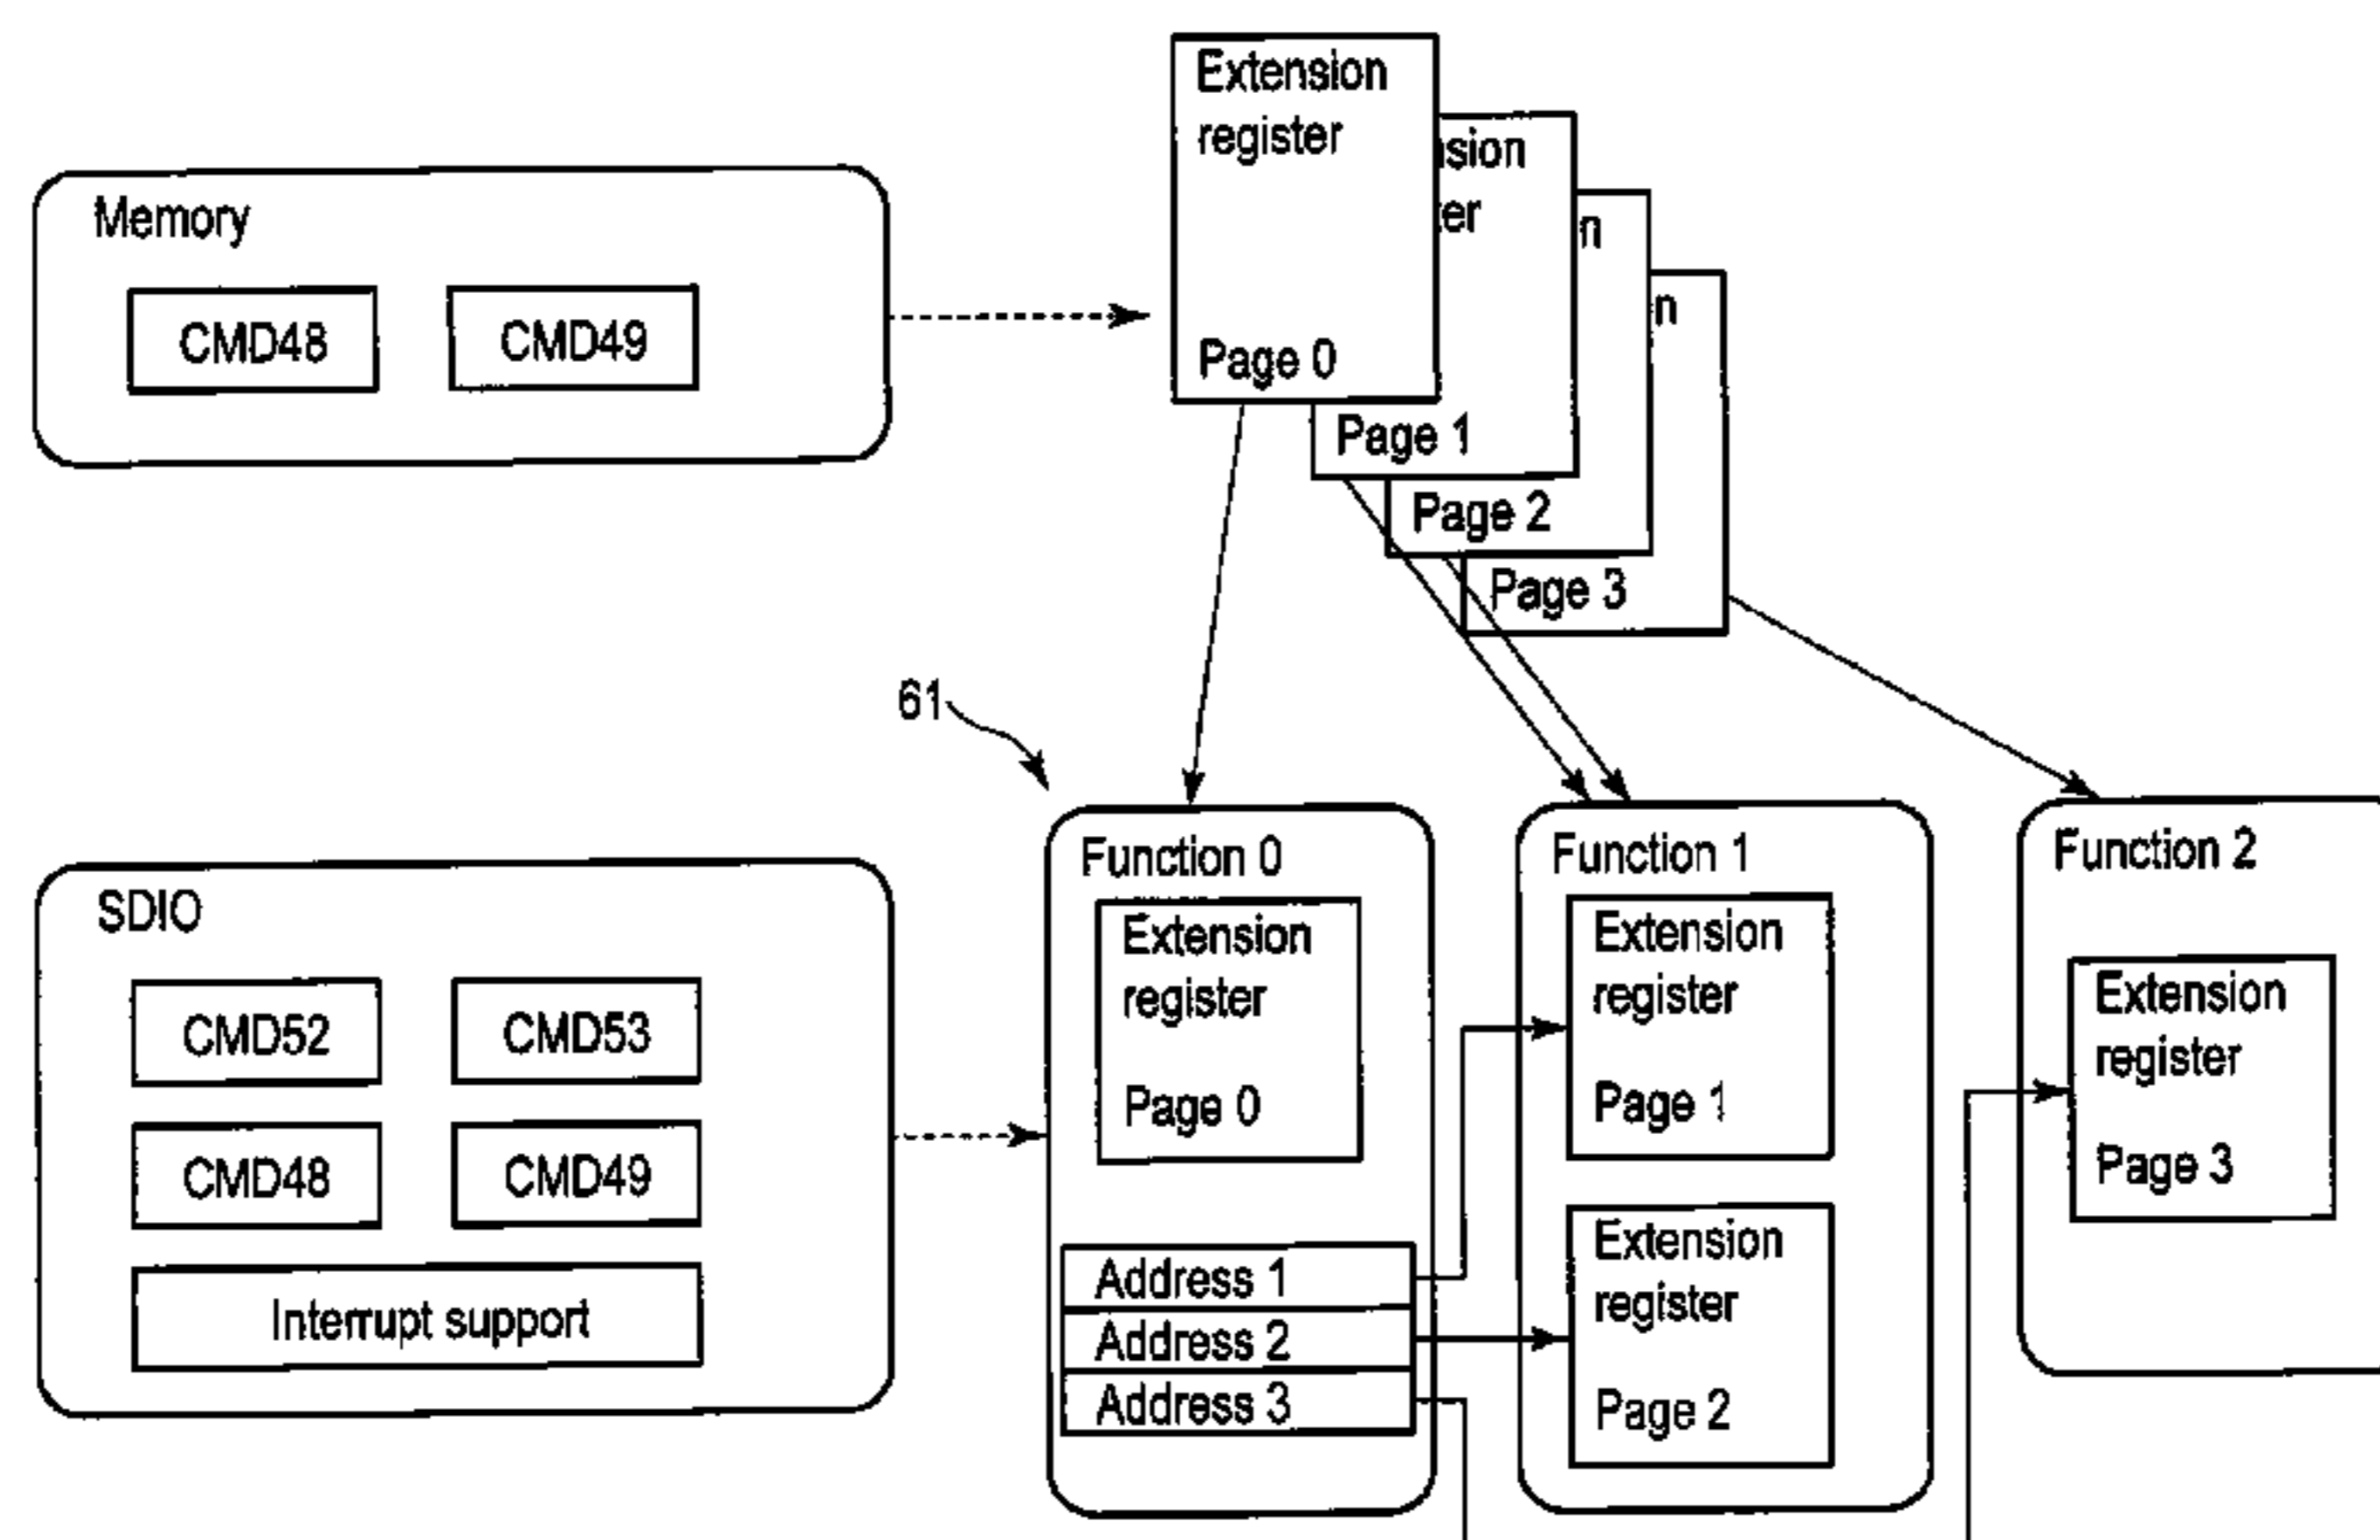 Memory
CMD48
CMD49
Extension
register
Page 0
sion
er
Page 1
n
Page 2
n
Page 3
61
SDIO
CMD52
CMD53
CMD48
CMD49
Interrupt support
Function 0
Extension
register
Page 0
Address 1
Address 2
Address 3
Function 1
Extension
register
Page 1
Extension
register
Page 2
Function 2
Extension
register
Page 3